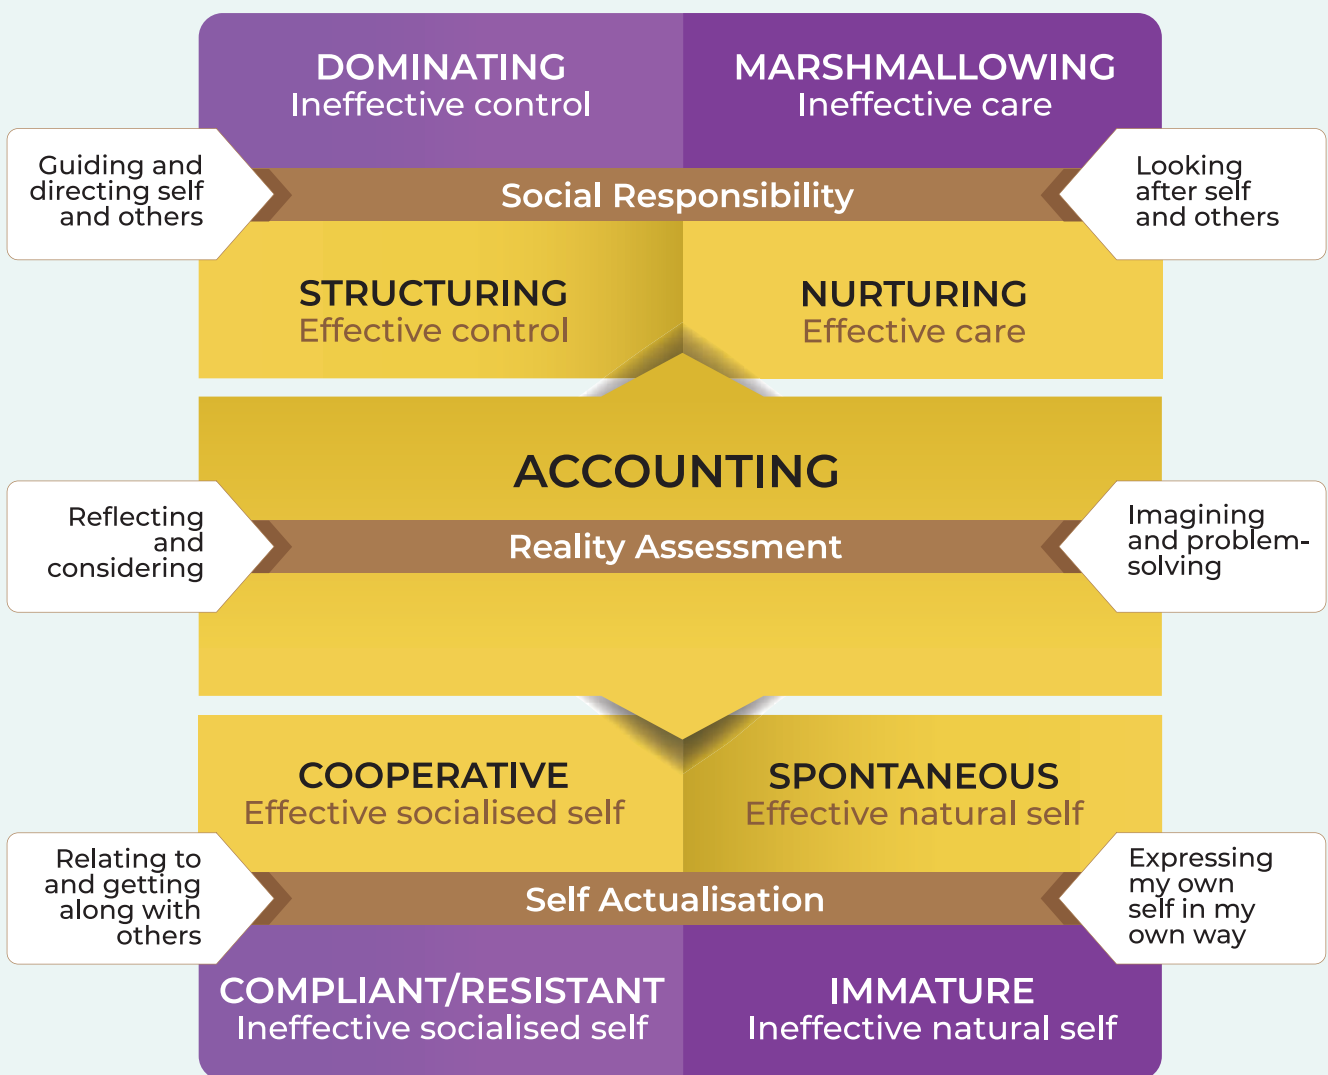 DOMINATING
Ineffective control
MARSHMALLOWING
Ineffective care
Guiding and
directing self
and others
Social Responsibility
Looking
after self
and others
STRUCTURING
Effective control
NURTURING
Effective care
ACCOUNTING
Reflecting
and
considering
Reality Assessment
Imagining
and problem-
solving
COOPERATIVE
Effective socialised self
SPONTANEOUS
Effective natural self
Relating to
and getting
along with
others
Self Actualisation
Expressing
my own
self in my
own way
COMPLIANT/RESISTANT
Ineffective socialised self
IMMATURE
Ineffective natural self